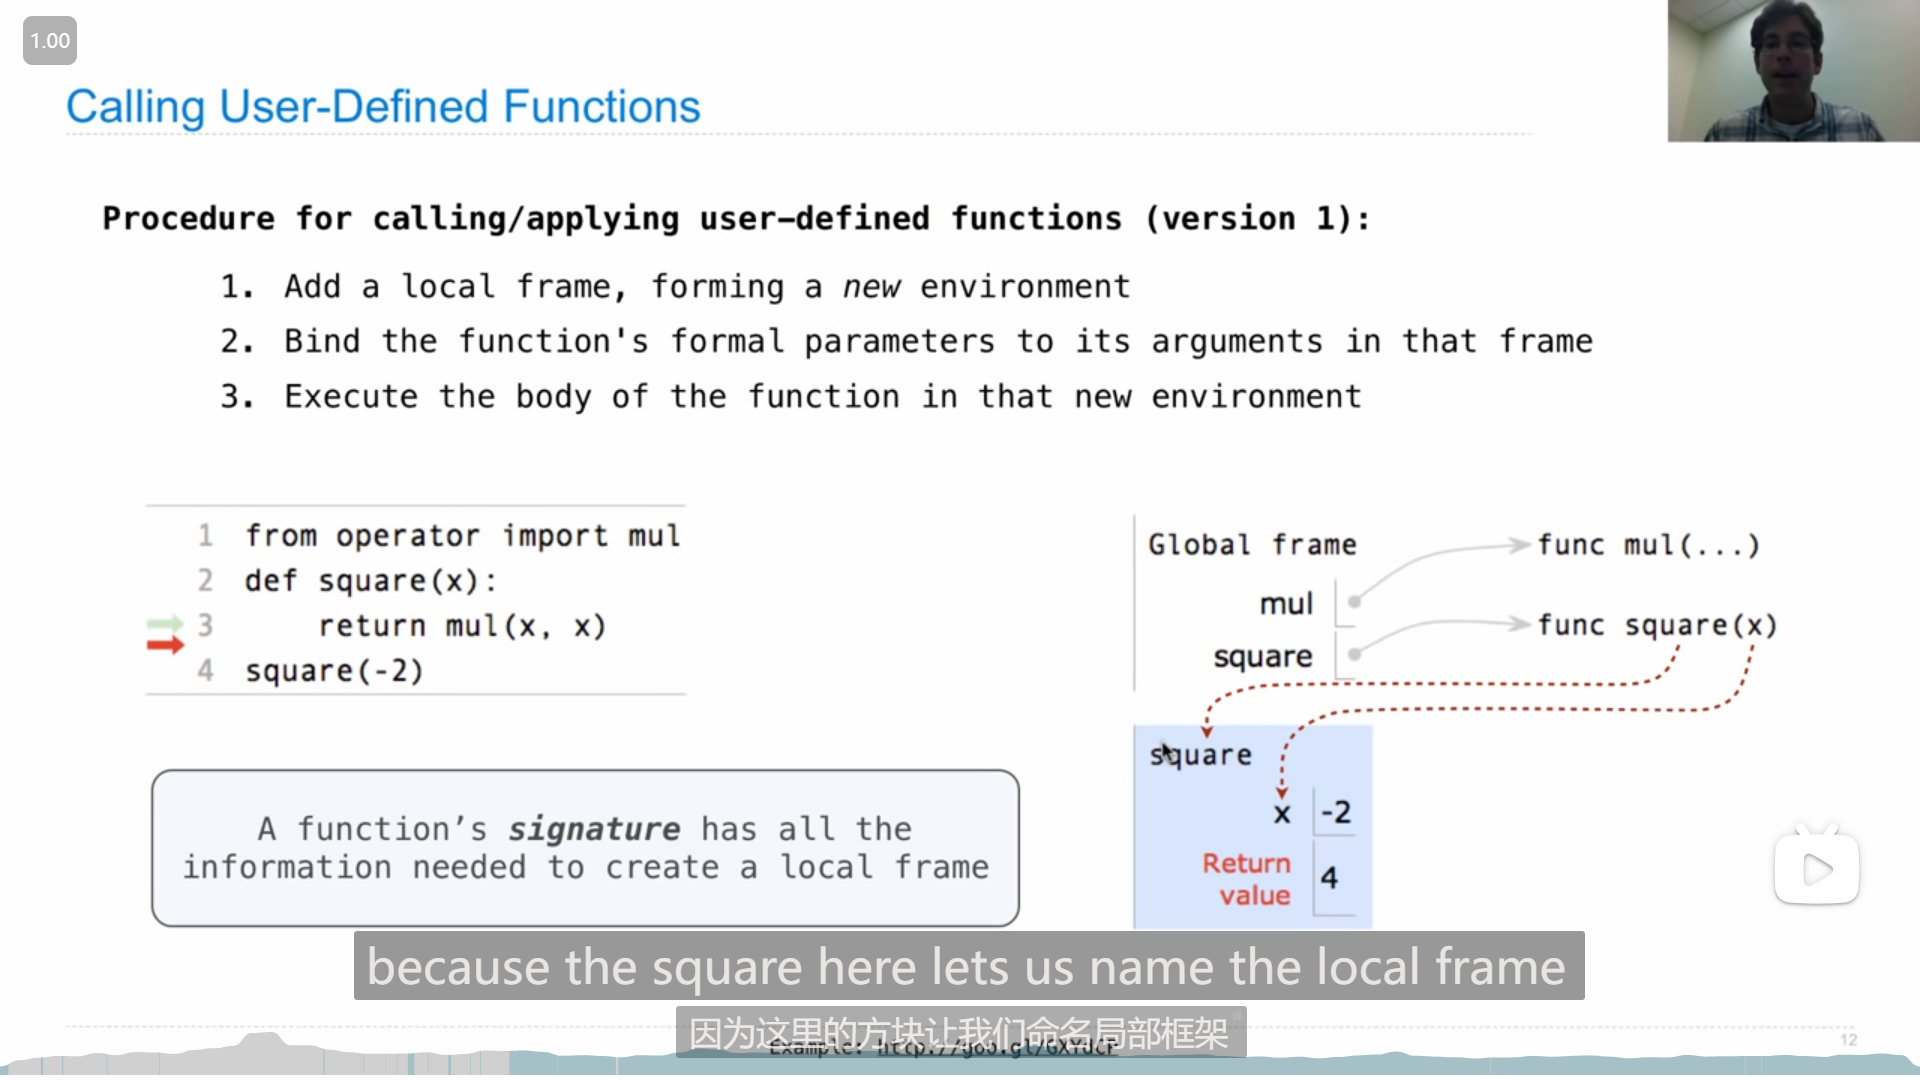 1.00
Calling User-Defined Functions
Procedure for calling/applying user-defined functions (version 1):
1. Add a local frame, forming a new environment
2. Bind the function's formal parameters to its arguments in that frame
3. Execute the body of the function in that new environment
1 from operator import mul
2 def square(x):
3 return mul(x, x)
4 square(-2)
A function’s signature has all the
information needed to create a local frame
Global frame
mul
square
func mul(...)
func square(x)
square
x -2
Return
value
4
because the square here lets us name the local frame
因为这里的方块让我们命名局部框架
Example:
12